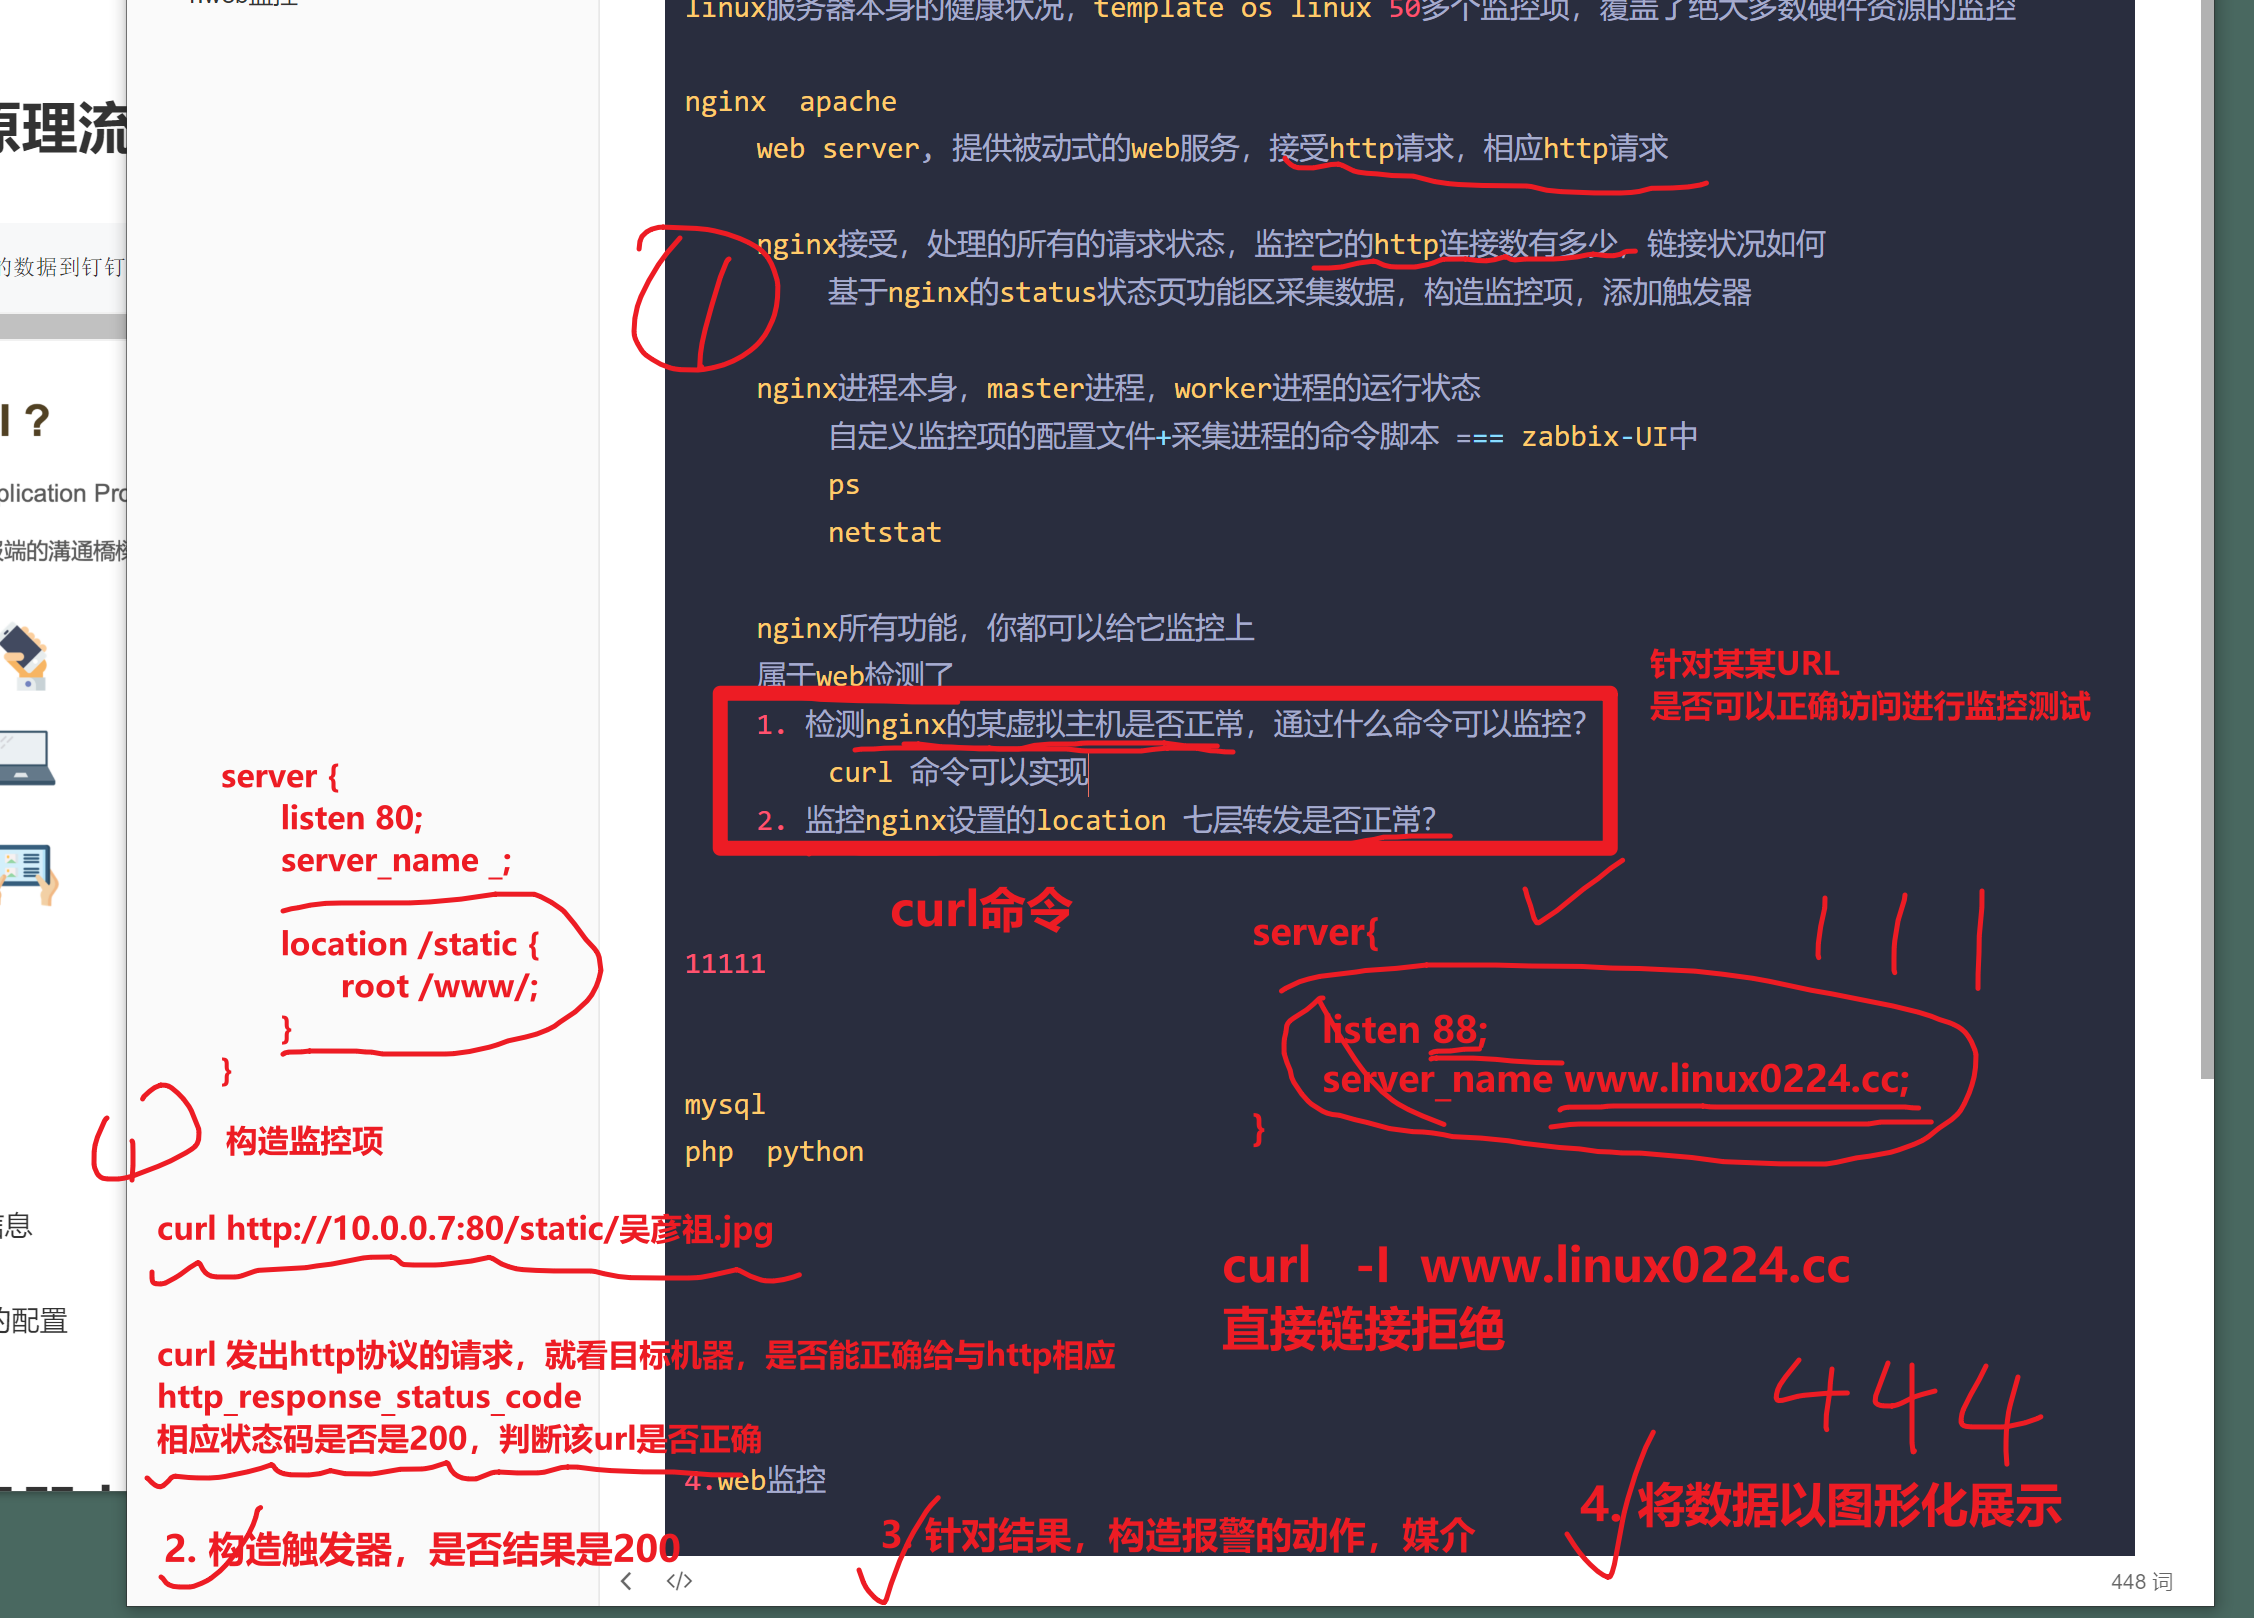 linux服务器本身的健康状况，template os linux 50多个监控项，覆盖了绝大多数硬件资源的监控
nginx  apache
web server, 提供被动式的web服务，接受http请求，相应http请求
nginx接受，处理的所有的请求状态，监控它的http连接数有多少，链接状况如何
基于nginx的status状态页功能区采集数据，构造监控项，添加触发器
nginx进程本身，master进程，worker进程的运行状态
自定义监控项的配置文件+采集进程的命令脚本 === zabbix-UI中
ps
netstat
nginx所有功能，你都可以给它监控上
属于web检测了
1. 检测nginx的某虚拟主机是否正常，通过什么命令可以监控？
curl 命令可以实现
2. 监控nginx设置的location 七层转发是否正常？
针对某某URL
是否可以正确访问进行监控测试
curl命令
11111
mysql
php  python
4.web监控
server {
listen 80;
server_name _;
location /static {
root /www/;
}
}
构造监控项
curl http://10.0.0.7:80/static/吴彦祖.jpg
curl 发出http协议的请求，就看目标机器，是否能正确给与http相应
http_response_status_code
相应状态码是否是200，判断该url是否正确
2. 构造触发器，是否结果是200
server{
listen 88;
server_name www.linux0224.cc;
}
111
curl  -I  www.linux0224.cc
直接链接拒绝
444
3. 针对结果，构造报警的动作，媒介
4. 将数据以图形化展示
448 词
原理流
的数据到钉钉
l ?
plication Pro
端的溝通橋
信息
的配置